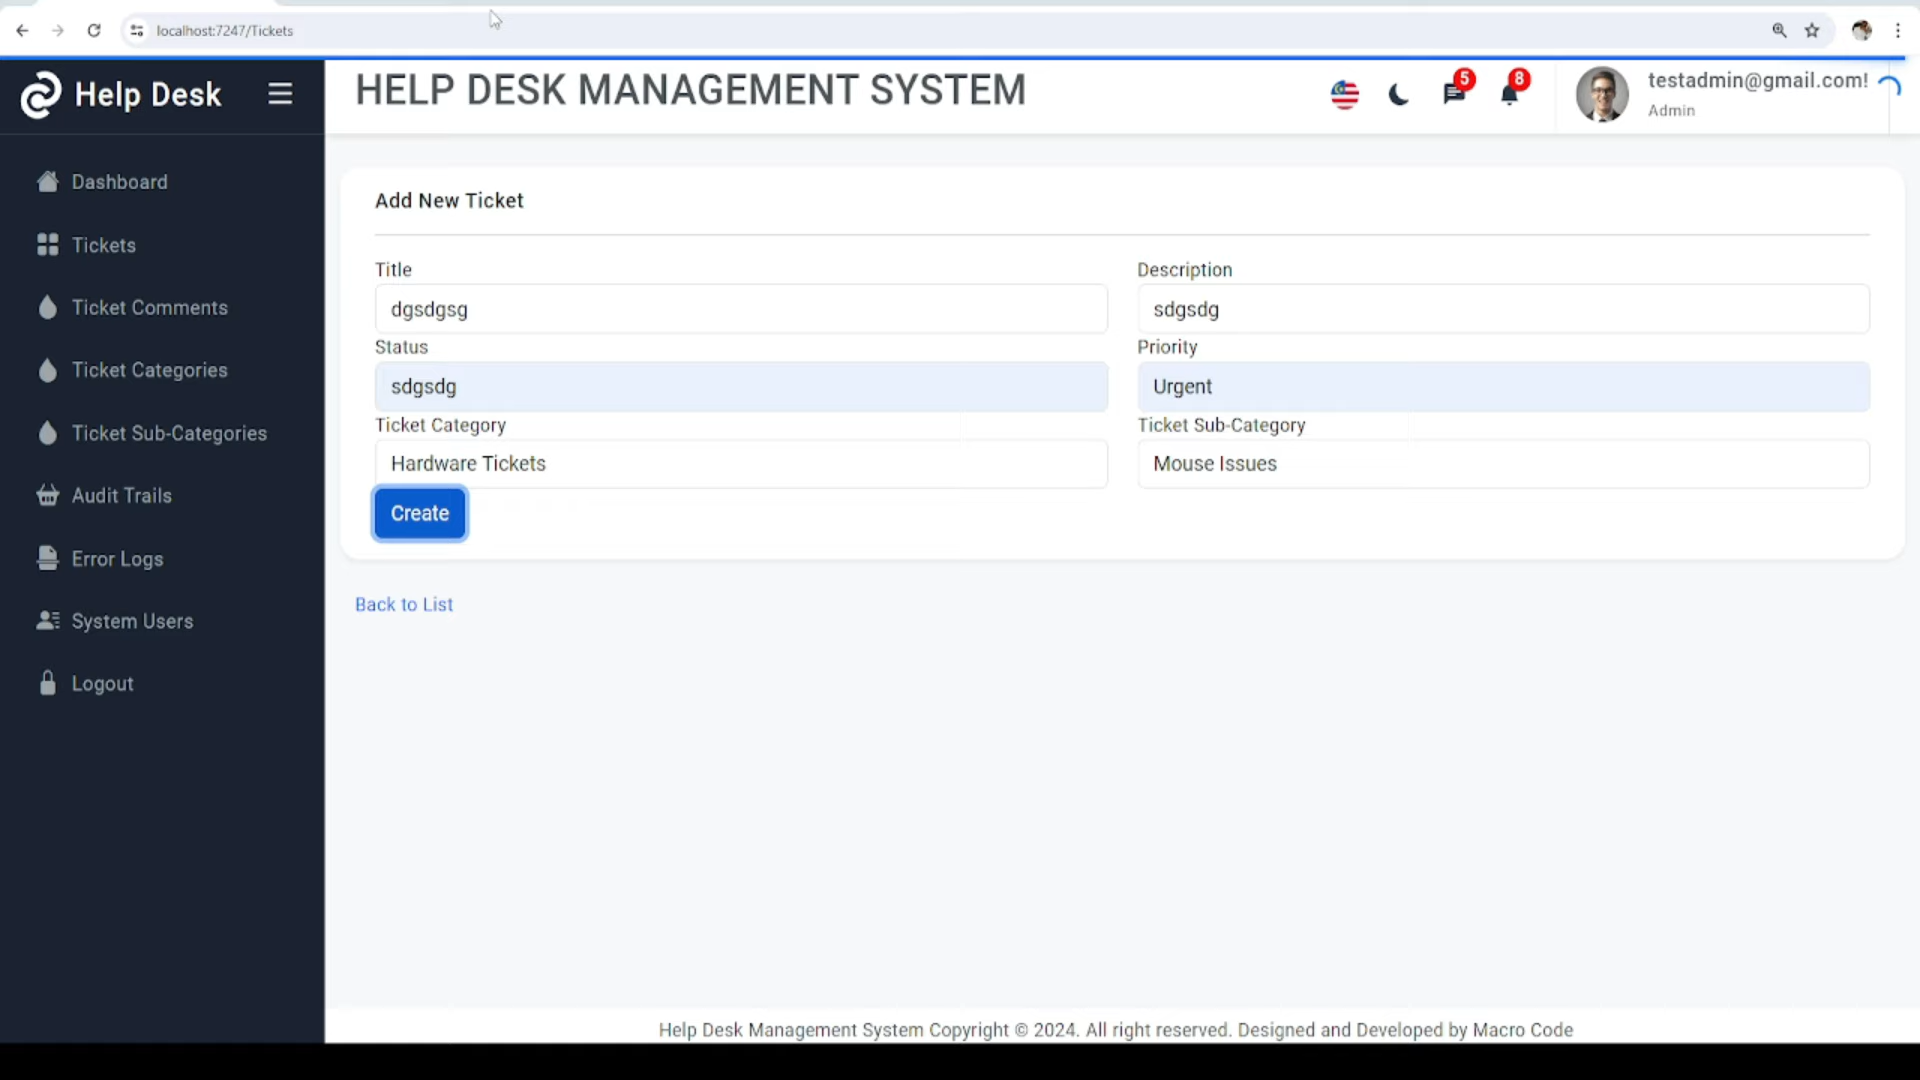 localhost:7247/Tickets
Help Desk
HELP DESK MANAGEMENT SYSTEM
5
8
testadmin@gmail.com!
Admin
Dashboard
Tickets
Ticket Comments
Ticket Categories
Ticket Sub-Categories
Audit Trails
Error Logs
System Users
Logout
Add New Ticket
Title
Description
dgsdgsg
sdgsdg
Status
Priority
sdgsdg
Urgent
Ticket Category
Ticket Sub-Category
Hardware Tickets
Mouse Issues
Create
Back to List
Help Desk Management System Copyright © 2024. All right reserved. Designed and Developed by Macro Code